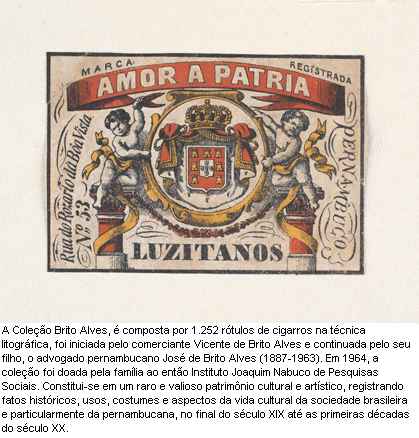 MARCA REGISTRADA
AMOR A PATRIA
Rua do Rosario da Bôa Vista
Nº 53
PERNAMBUCO
LUZITANOS
A Coleção Brito Alves, é composta por 1.252 rótulos de cigarros na técnica
litográfica, foi iniciada pelo comerciante Vicente de Brito Alves e continuada pelo seu
filho, o advogado pernambucano José de Brito Alves (1887-1963). Em 1964, a
coleção foi doada pela família ao então Instituto Joaquim Nabuco de Pesquisas
Sociais. Constitui-se em um raro e valioso patrimônio cultural e artístico, registrando
fatos históricos, usos, costumes e aspectos da vida cultural da sociedade brasileira
e particularmente da pernambucana, no final do século XIX até as primeiras décadas
do século XX.